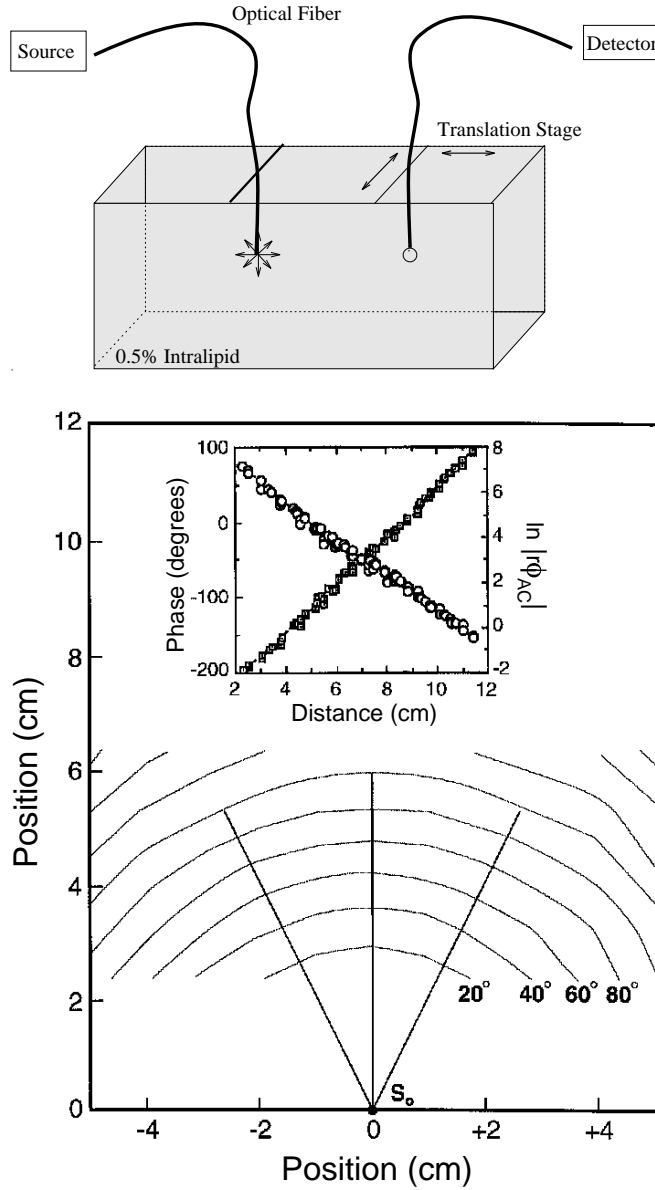 Optical Fiber
Source
Detector
Translation Stage
0.5% Intralipid
12
10
8
6
4
2
0
Position (cm)
100
0
-100
-200
Phase (degrees)
8
6
4
2
0
-2
ln |rϕAC|
2 4 6 8 10 12
Distance (cm)
20° 40° 60° 80°
So
-4 -2 0 +2 +4
Position (cm)